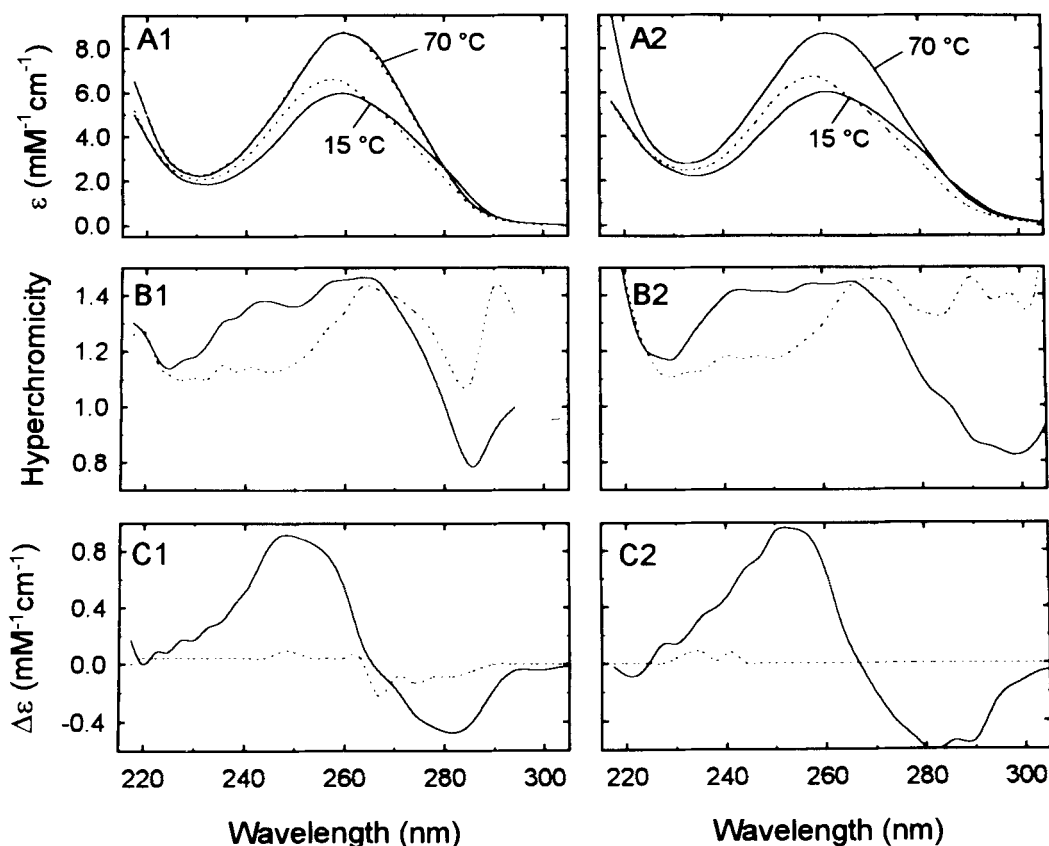 A1
70 °C
15 °C
ε (mM⁻¹cm⁻¹)
8.0
6.0
4.0
2.0
0.0
A2
70 °C
15 °C
B1
Hyperchromicity
1.4
1.2
1.0
0.8
B2
C1
Δε (mM⁻¹cm⁻¹)
0.8
0.4
0.0
-0.4
C2
220 240 260 280 300
220 240 260 280 300
Wavelength (nm)
Wavelength (nm)